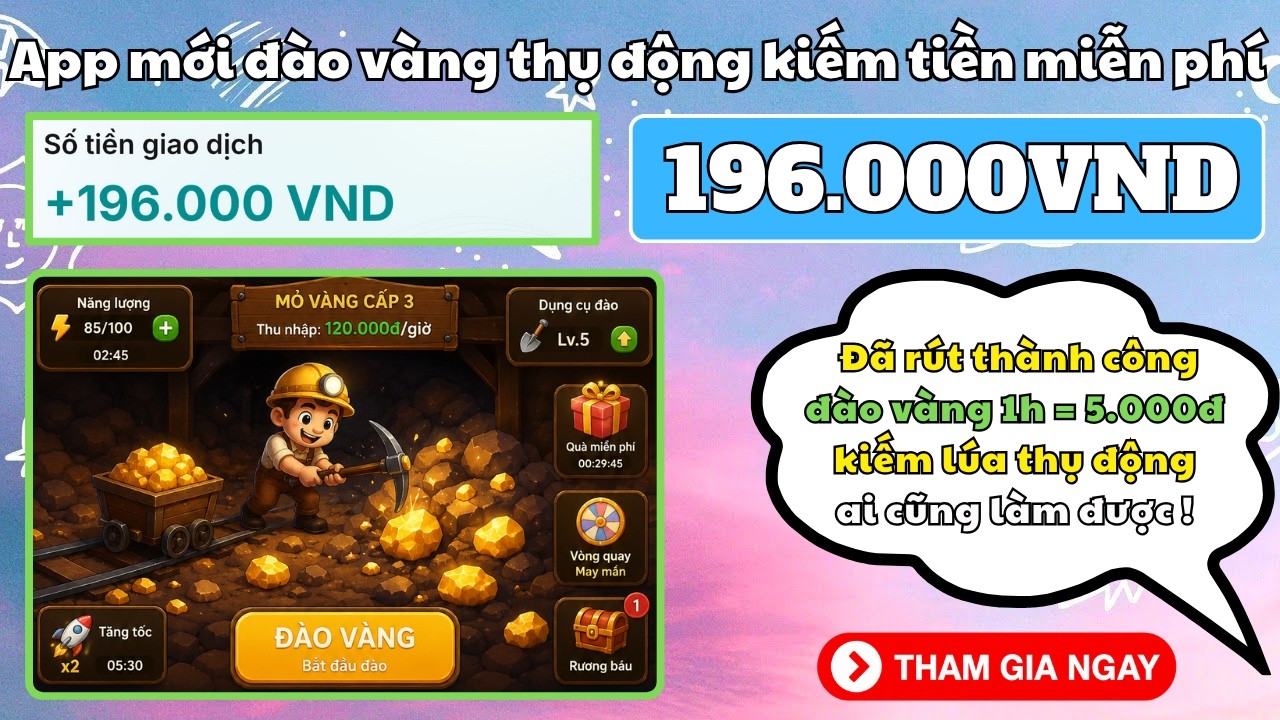 App mới đào vàng thụ động kiếm tiền miễn phí
Số tiền giao dịch
+196.000 VND
196.000VND
Năng lượng
85/100
02:45
MỎ VÀNG CẤP 3
Thu nhập: 120.000đ/giờ
Dụng cụ đào
Lv.5
Quà miễn phí
00:29:45
Vòng quay
May mắn
1
Rương báu
Tăng tốc
x2
05:30
ĐÀO VÀNG
Bắt đầu đào
Đã rút thành công
đào vàng 1h = 5.000đ
kiếm lúa thụ động
ai cũng làm được !
THAM GIA NGAY